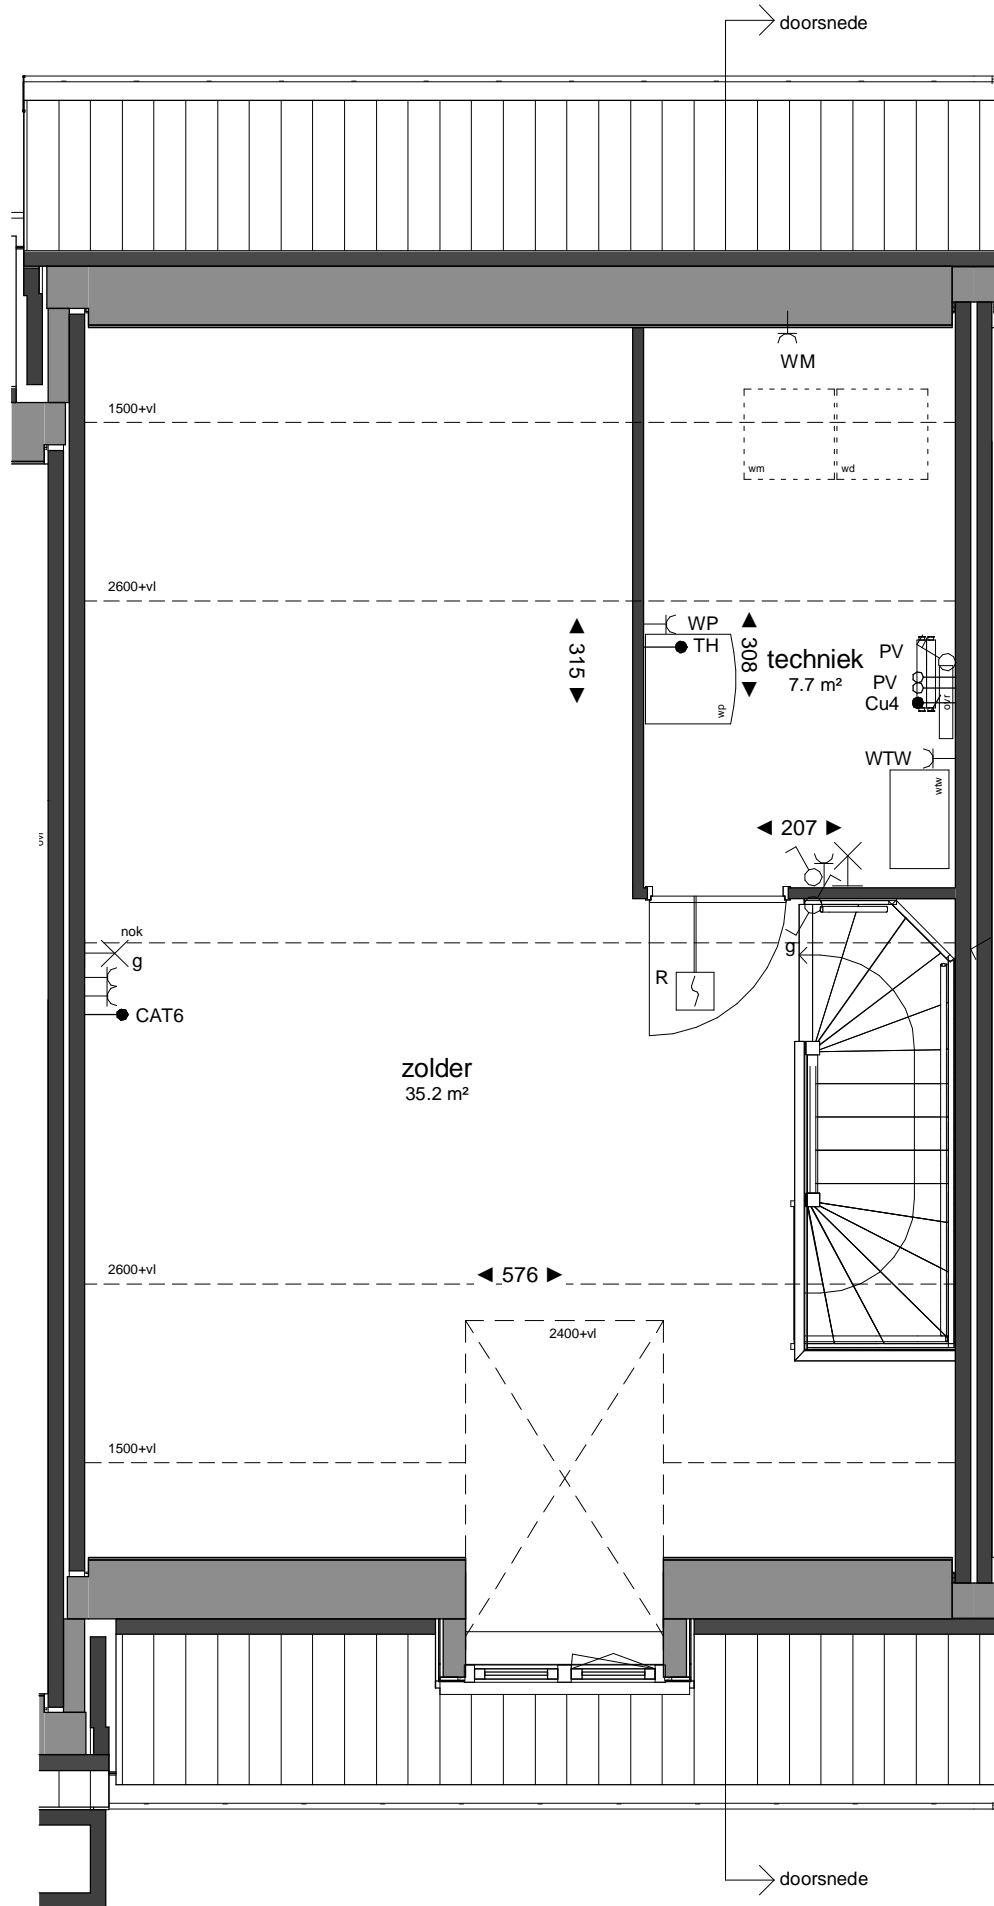 doorsnede
WM
1500+vl
wm
wd
2600+vl
WP
TH
◄ 315 ►
◄ 308 ►
techniek
7.7 m²
PV
PV
Cu4
ovr
wp
WTW
wtw
◄ 207 ►
nok
g
g
R
CAT6
zolder
35.2 m²
2600+vl
◄ 576 ►
2400+vl
1500+vl
doorsnede